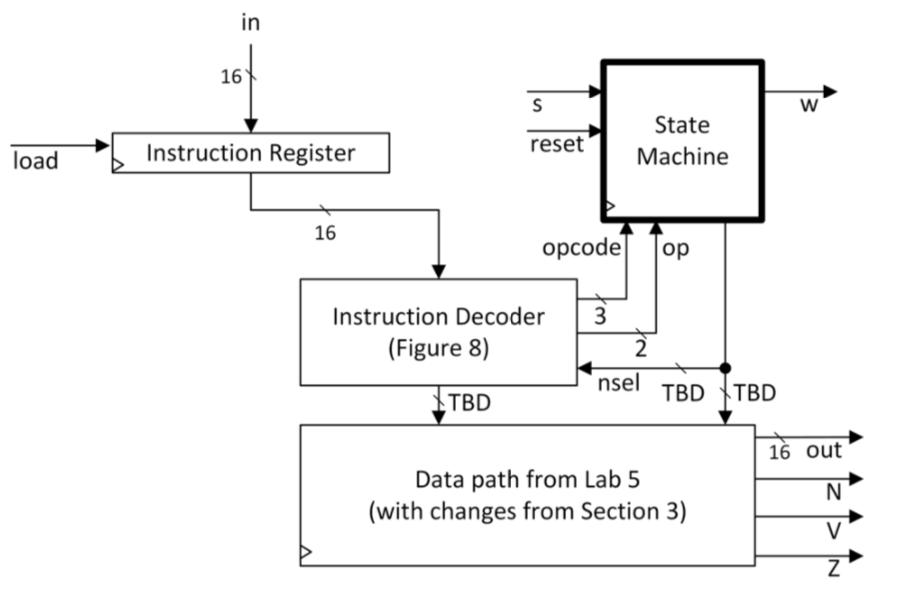 in
16
load
Instruction Register
16
s
reset
State
Machine
w
opcode
op
Instruction Decoder
(Figure 8)
3
2
nsel
TBD
TBD
TBD
Data path from Lab 5
(with changes from Section 3)
16 out
N
V
Z